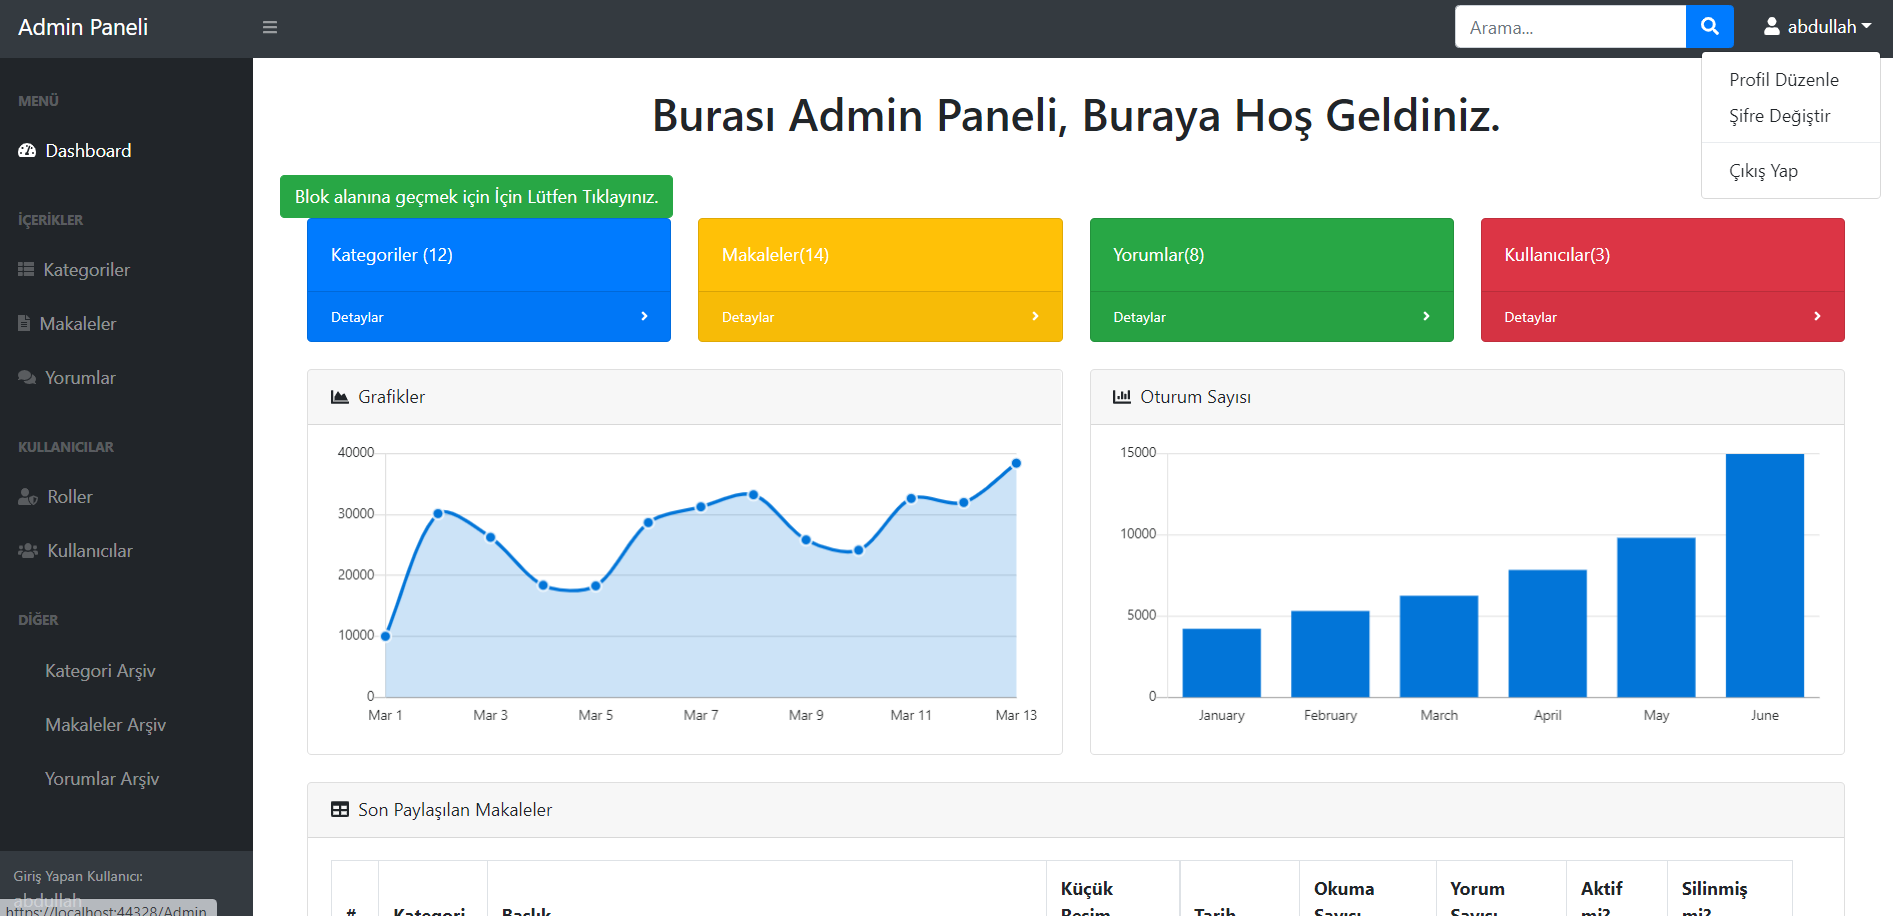 Admin Paneli
Arama...
abdullah
Profil Düzenle
Şifre Değiştir
Çıkış Yap
MENÜ
Dashboard
İÇERİKLER
Kategoriler
Makaleler
Yorumlar
KULLANICILAR
Roller
Kullanıcılar
DİĞER
Kategori Arşiv
Makaleler Arşiv
Yorumlar Arşiv
Giriş Yapan Kullanıcı:
abdullah
https://localhost:44328/Admin
Burası Admin Paneli, Buraya Hoş Geldiniz.
Blok alanına geçmek için İçin Lütfen Tıklayınız.
Kategoriler (12)
Detaylar
Makaleler(14)
Detaylar
Yorumlar(8)
Detaylar
Kullanıcılar(3)
Detaylar
Grafikler
40000
30000
20000
10000
0
Mar 1 Mar 3 Mar 5 Mar 7 Mar 9 Mar 11 Mar 13
Oturum Sayısı
15000
10000
5000
0
January February March April May June
Son Paylaşılan Makaleler
# Kategori Başlık Küçük Resim Tarih Okuma Sayısı Yorum Sayısı Aktif mi? Silinmiş mi?